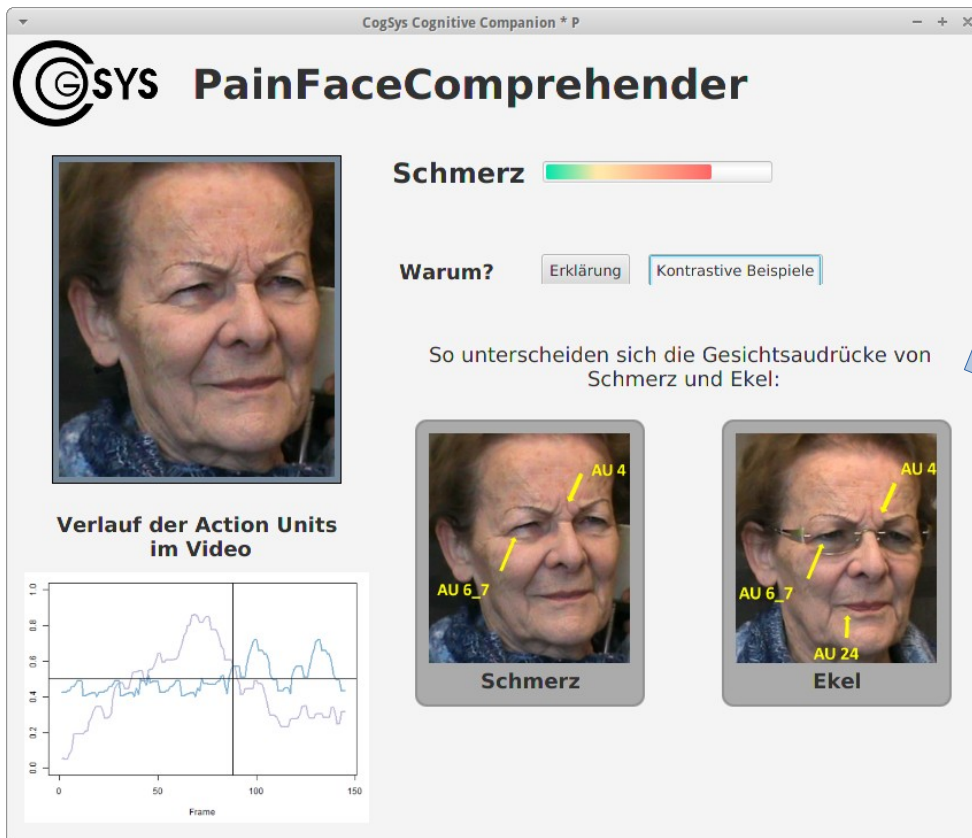 CogSys Cognitive Companion * P
CGSYS
PainFaceComprehender
Schmerz
Warum?
Erklärung
Kontrastive Beispiele
So unterscheiden sich die Gesichtsaudrücke von
Schmerz und Ekel:
AU 4
AU 6_7
Schmerz
AU 4
AU 6_7
AU 24
Ekel
Verlauf der Action Units
im Video
1.0
0.8
0.6
0.4
0.2
0.0
0
50
100
150
Frame